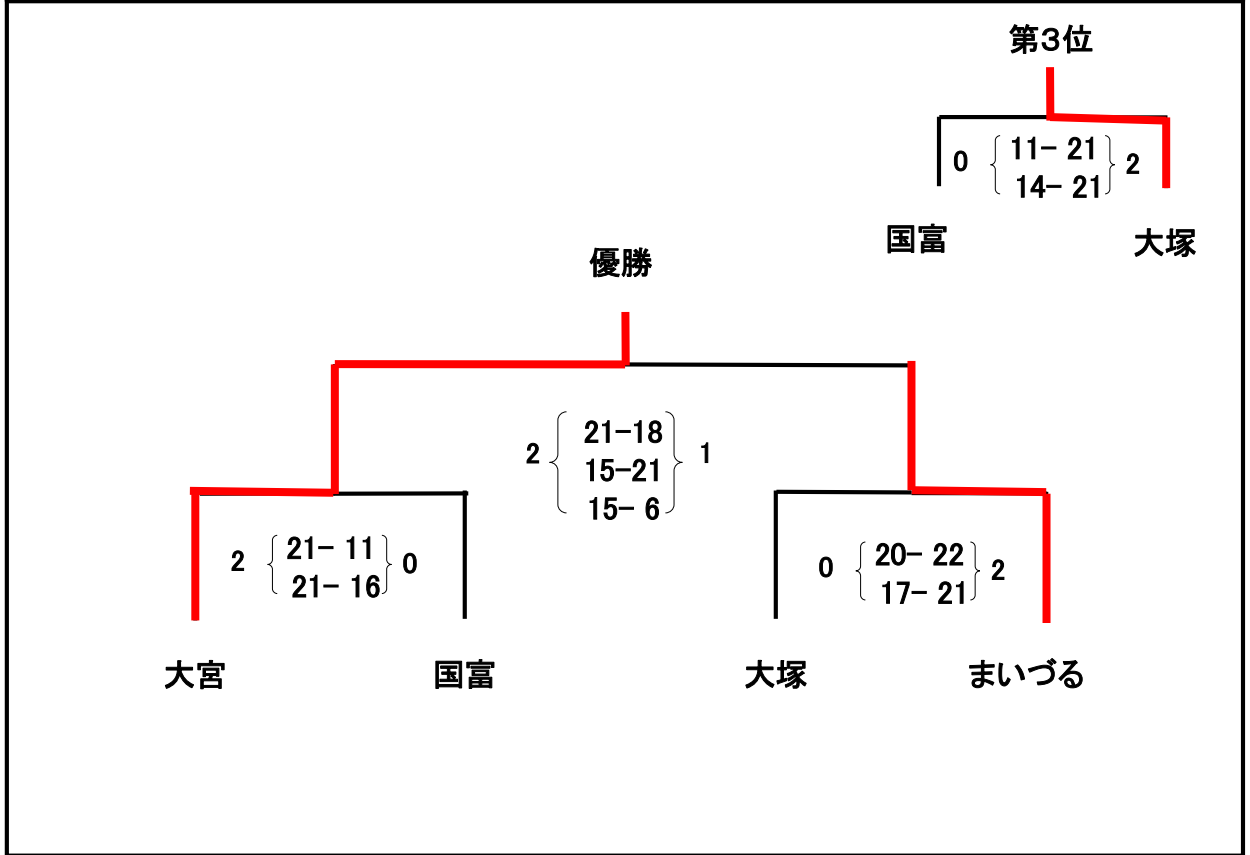 第3位
0 { 11- 21 } 2
14- 21
国富 大塚
優勝
2 { 21-18 } 1
15-21
15- 6
2 { 21- 11 } 0
21- 16
0 { 20- 22 } 2
17- 21
大宮 国富 大塚 まいづる